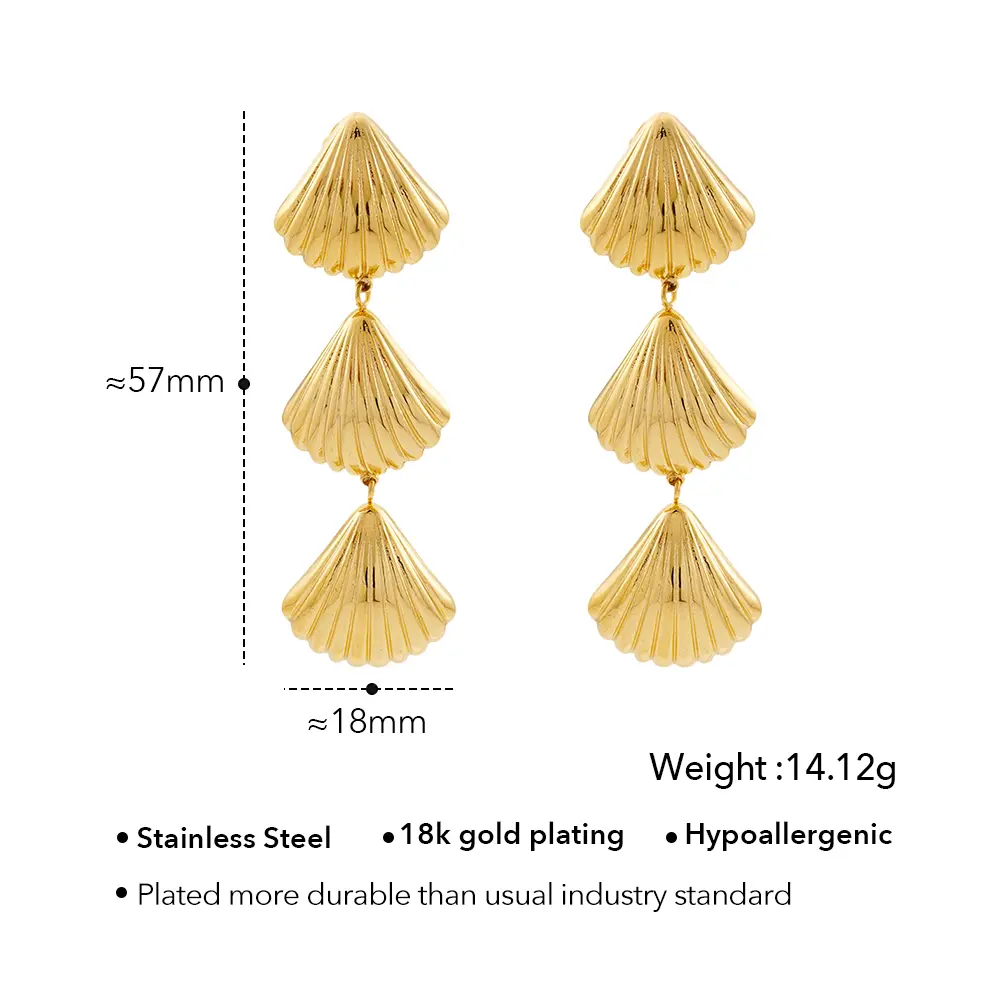 ≈57mm
≈18mm
Weight :14.12g
• Stainless Steel • 18k gold plating • Hypoallergenic
• Plated more durable than usual industry standard